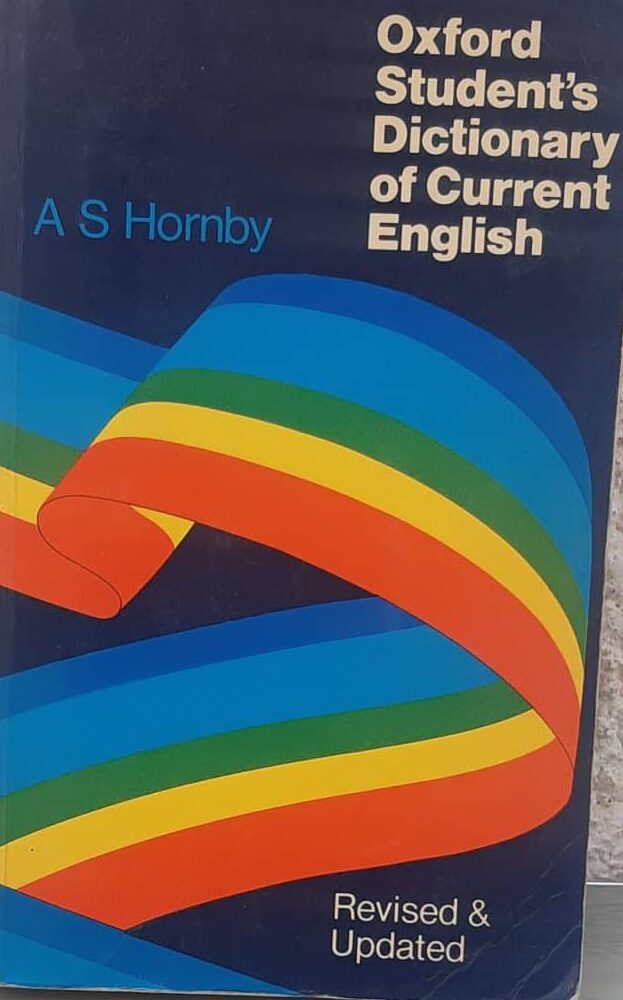 Oxford
Student's
Dictionary
of Current
English
A S Hornby
Revised &
Updated